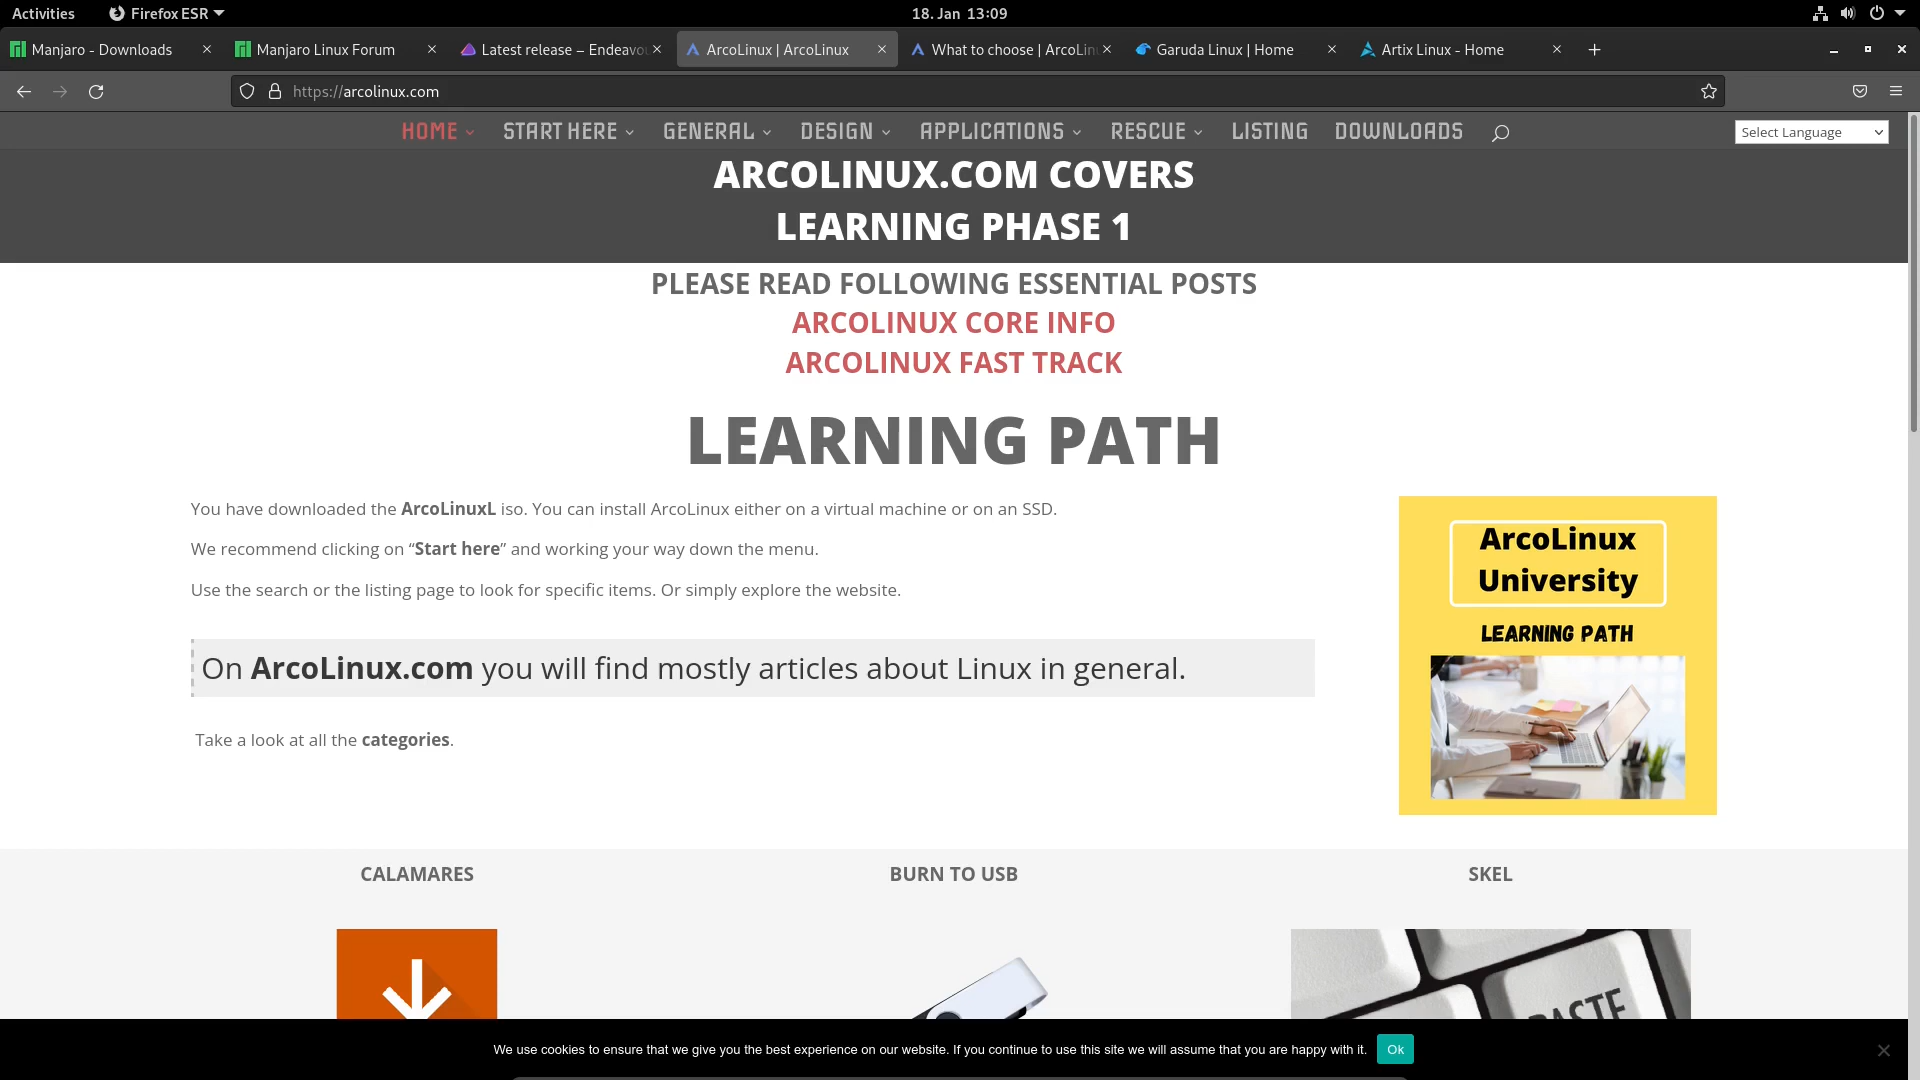 Activities
Firefox ESR
18. Jan 13:09
Manjaro - Downloads
Manjaro Linux Forum
Latest release – Endeavou
ArcoLinux | ArcoLinux
What to choose | ArcoLinu
Garuda Linux | Home
Artix Linux - Home
https://arcolinux.com
HOME
START HERE
GENERAL
DESIGN
APPLICATIONS
RESCUE
LISTING
DOWNLOADS
Select Language
ARCOLINUX.COM COVERS
LEARNING PHASE 1
PLEASE READ FOLLOWING ESSENTIAL POSTS
ARCOLINUX CORE INFO
ARCOLINUX FAST TRACK
LEARNING PATH
You have downloaded the ArcoLinuxL iso. You can install ArcoLinux either on a virtual machine or on an SSD.
We recommend clicking on “Start here” and working your way down the menu.
Use the search or the listing page to look for specific items. Or simply explore the website.
On ArcoLinux.com you will find mostly articles about Linux in general.
Take a look at all the categories.
ArcoLinux
University
LEARNING PATH
CALAMARES
BURN TO USB
SKEL
PASTE
We use cookies to ensure that we give you the best experience on our website. If you continue to use this site we will assume that you are happy with it.
Ok